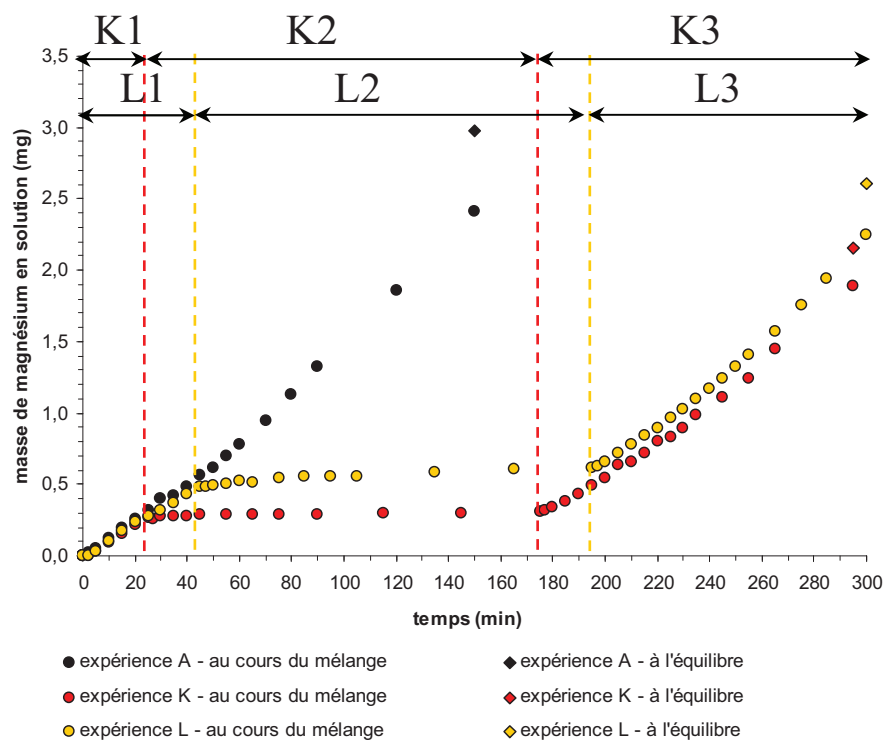 K1 K2 K3
3,5
L1 L2 L3
3,0
2,5
2,0
1,5
1,0
0,5
0,0
masse de magnésium en solution (mg)
0 20 40 60 80 100 120 140 160 180 200 220 240 260 280 300
temps (min)
expérience A - au cours du mélange expérience A - à l'équilibre
expérience K - au cours du mélange expérience K - à l'équilibre
expérience L - au cours du mélange expérience L - à l'équilibre